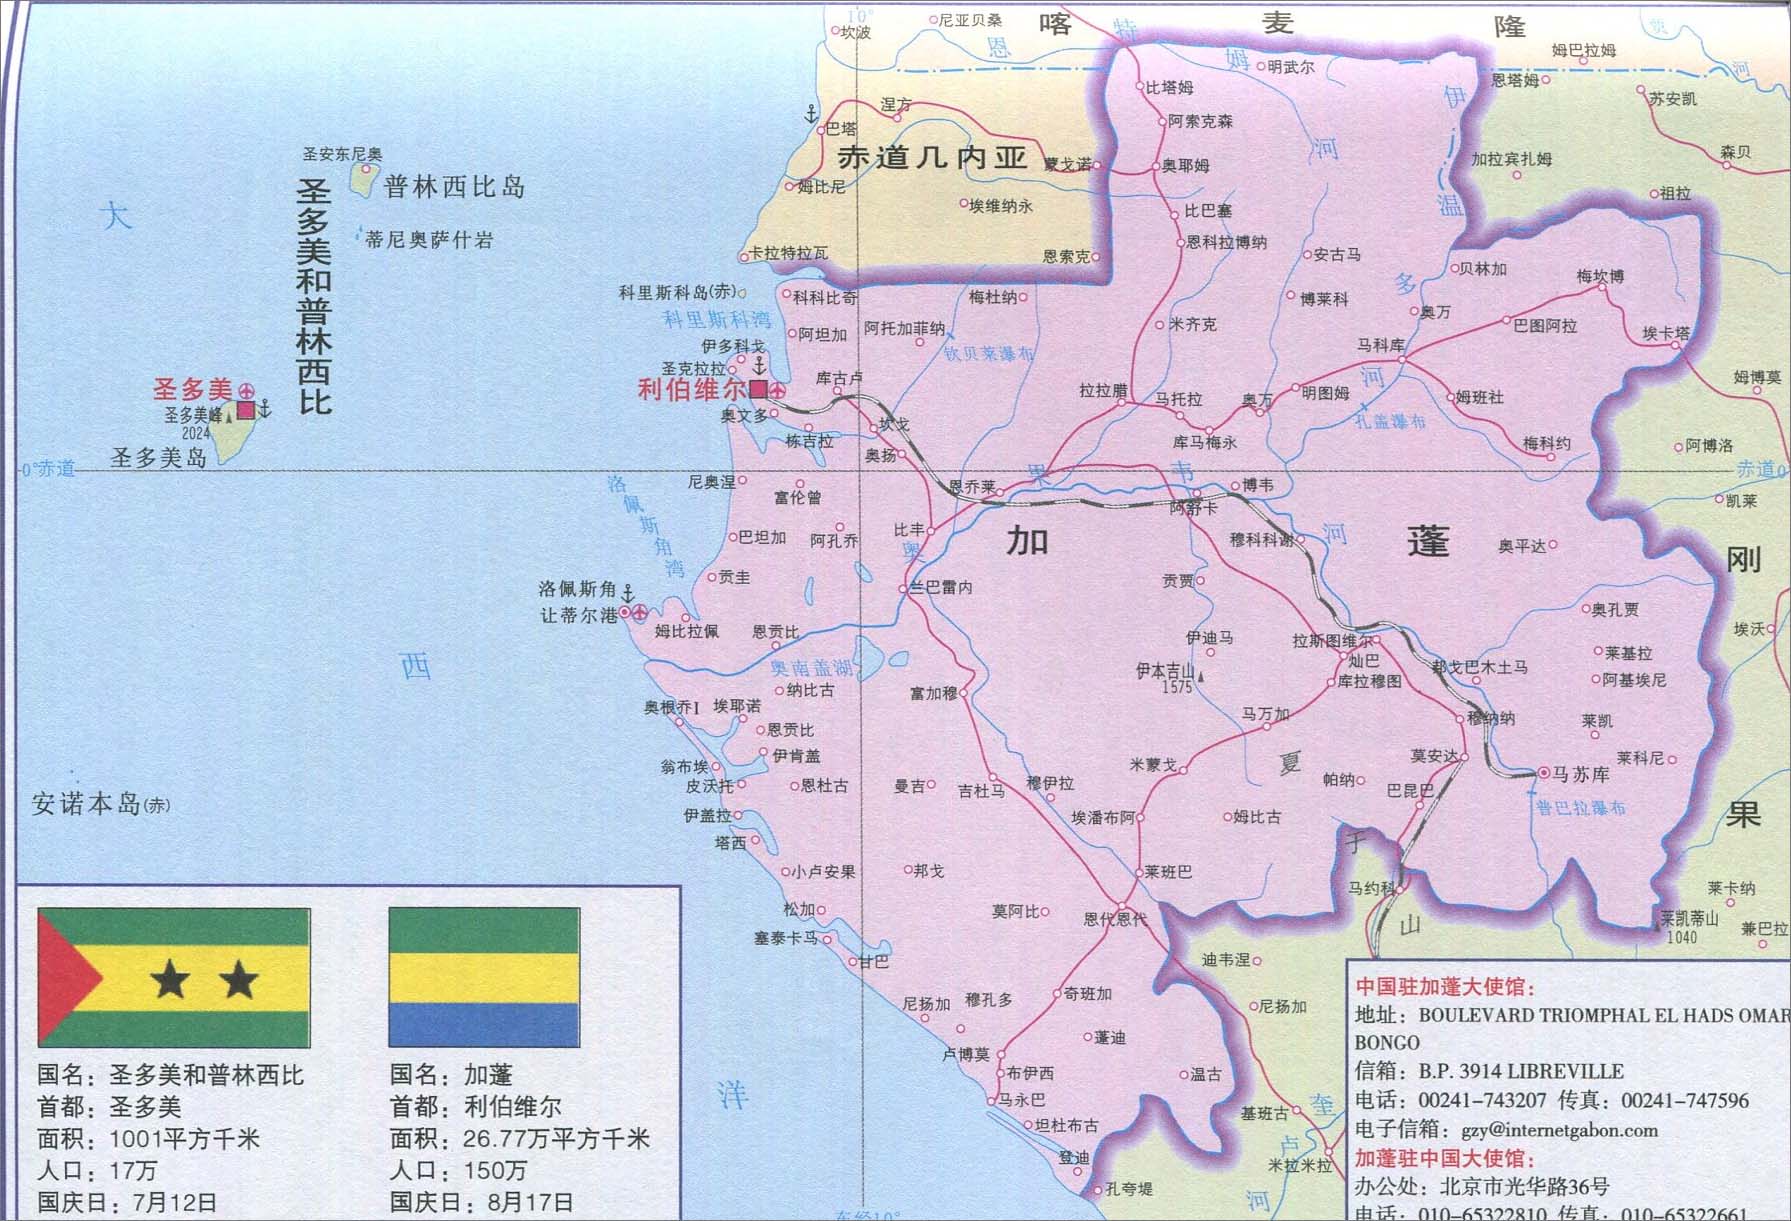 10°
坎波
尼亚贝桑
喀
麦
隆
恩
特
姆
河
明武尔
姆巴拉姆
恩塔姆
伊
河
苏安凯
比塔姆
涅方
巴塔
阿索克森
赤道几内亚
蒙戈诺
奥耶姆
加拉宾扎姆
森贝
圣安东尼奥
普林西比岛
姆比尼
埃维纳永
比巴塞
温
祖拉
大
蒂尼奥萨什岩
卡拉特拉瓦
恩索克
恩科拉博纳
安古马
贝林加
梅坎博
圣多美和普林西比
科里斯科岛(赤)
科科比奇
梅杜纳
博莱科
多
奥万
科里斯科湾
阿坦加
阿托加菲纳
米齐克
巴图阿拉
埃卡塔
伊多科戈
钦贝莱瀑布
马科库
圣克拉拉
利伯维尔
库古卢
拉拉腊
马托拉
奥万
明图姆
河
姆班社
姆博莫
圣多美
圣多美峰
2024
奥文多
坎戈
孔盖瀑布
栋吉拉
库马梅永
梅科约
阿博洛
圣多美岛
奥扬
0°赤道
赤道0
尼奥涅
富伦曾
恩乔莱
果
韦
博韦
凯莱
洛佩斯角湾
阿舒卡
巴坦加
阿孔乔
比丰
奥
加
穆科科谢
河
蓬
奥平达
刚
贡圭
兰巴雷内
贡贾
洛佩斯角
让蒂尔港
奥孔贾
姆比拉佩
恩贡比
伊迪马
拉斯图维尔
埃沃
灿巴
邦戈巴木土马
莱基拉
西
奥南盖湖
伊本吉山
1575
库拉穆图
阿基埃尼
纳比古
富加穆
奥根乔I
埃耶诺
马万加
穆纳纳
莱凯
恩贡比
翁布埃
伊肯盖
米蒙戈
夏
莫安达
莱科尼
皮沃托
恩杜古
曼吉
吉杜马
穆伊拉
帕纳
巴昆巴
马苏库
安诺本岛(赤)
伊盖拉
埃潘布阿
姆比古
普巴拉瀑布
果
塔西
于
小卢安果
邦戈
莱班巴
马约科
莱卡纳
松加
莫阿比
恩代恩代
山
莱凯蒂山
1040
兼巴拉
塞泰卡马
甘巴
迪韦涅
尼扬加
穆孔多
奇班加
尼扬加
卢博莫
蓬迪
布伊西
温古
马永巴
洋
坦杜布古
基班古
奎
卢
河
登迪
米拉米拉
孔夸堤
东经10°
国名：圣多美和普林西比
首都：圣多美
面积：1001平方千米
人口：17万
国庆日：7月12日
国名：加蓬
首都：利伯维尔
面积：26.77万平方千米
人口：150万
国庆日：8月17日
中国驻加蓬大使馆：
地址：BOULEVARD TRIOMPHAL EL HADS OMAR
BONGO
信箱：B.P. 3914 LIBREVILLE
电话：00241-743207 传真：00241-747596
电子信箱：gzy@internetgabon.com
加蓬驻中国大使馆：
办公处：北京市光华路36号
电话：010-65322810 传真：010-65322661